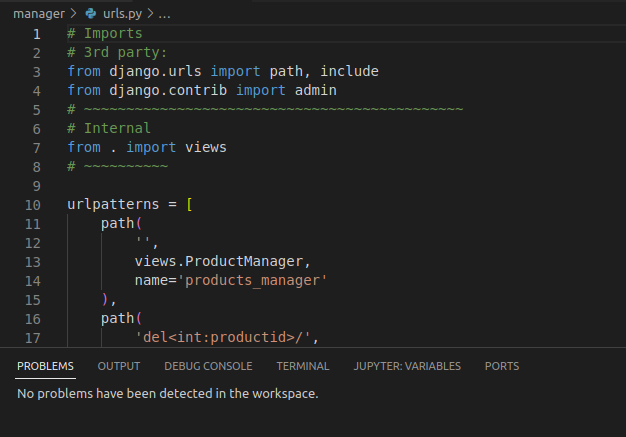 manager > urls.py > ...
1 # Imports
2 # 3rd party:
3 from django.urls import path, include
4 from django.contrib import admin
5 # ~~~~~~~~~~~~~~~~~~~~~~~~~~~~~~~~~~~~~~~~~~~~~
6 # Internal
7 from . import views
8 # ~~~~~~~~~~
9
10 urlpatterns = [
11     path(
12         '',
13         views.ProductManager,
14         name='products_manager'
15     ),
16     path(
17         'del<int:productid>/',
PROBLEMS OUTPUT DEBUG CONSOLE TERMINAL JUPYTER: VARIABLES PORTS
No problems have been detected in the workspace.